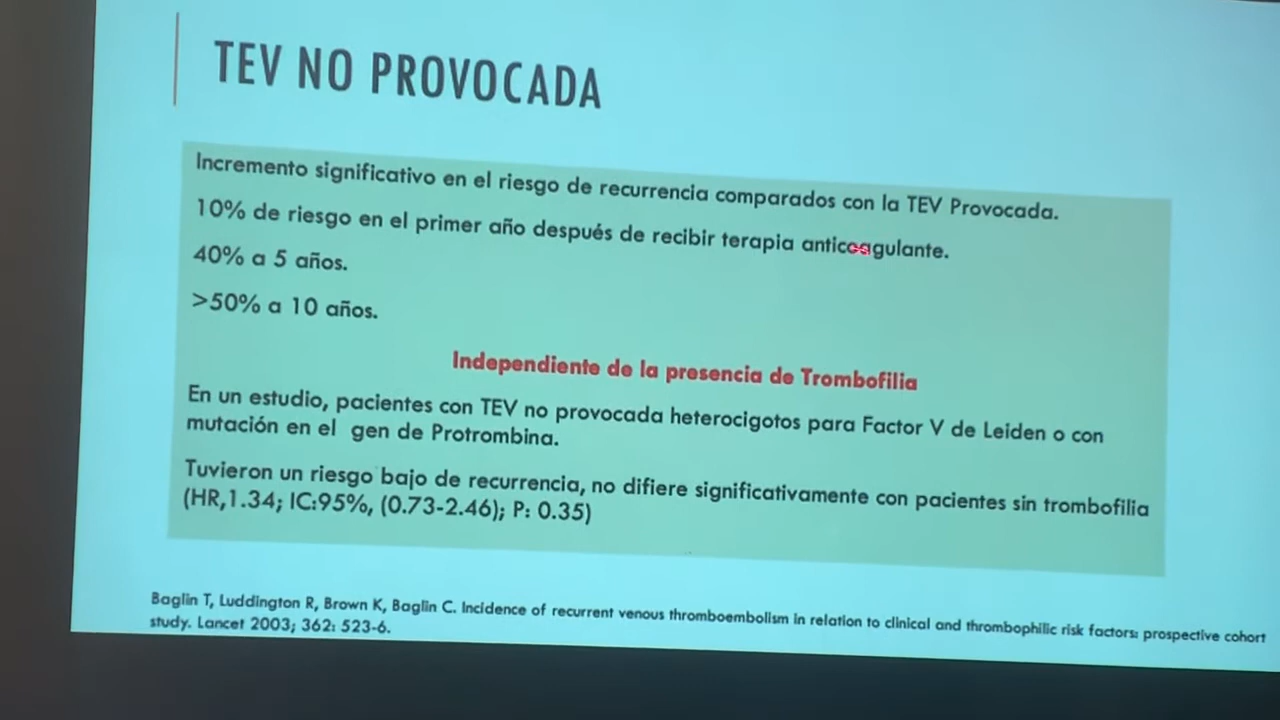 TEV NO PROVOCADA
Incremento significativo en el riesgo de recurrencia comparados con la TEV Provocada.
10% de riesgo en el primer año después de recibir terapia anticoagulante.
40% a 5 años.
>50% a 10 años.
Independiente de la presencia de Trombofilia
En un estudio, pacientes con TEV no provocada heterocigotos para Factor V de Leiden o con
mutación en el gen de Protrombina.
Tuvieron un riesgo bajo de recurrencia, no difiere significativamente con pacientes sin trombofilia
(HR,1.34; IC:95%, (0.73-2.46); P: 0.35)
Baglin T, Luddington R, Brown K, Baglin C. Incidence of recurrent venous thromboembolism in relation to clinical and thrombophilic risk factors: prospective cohort
study. Lancet 2003; 362: 523-6.